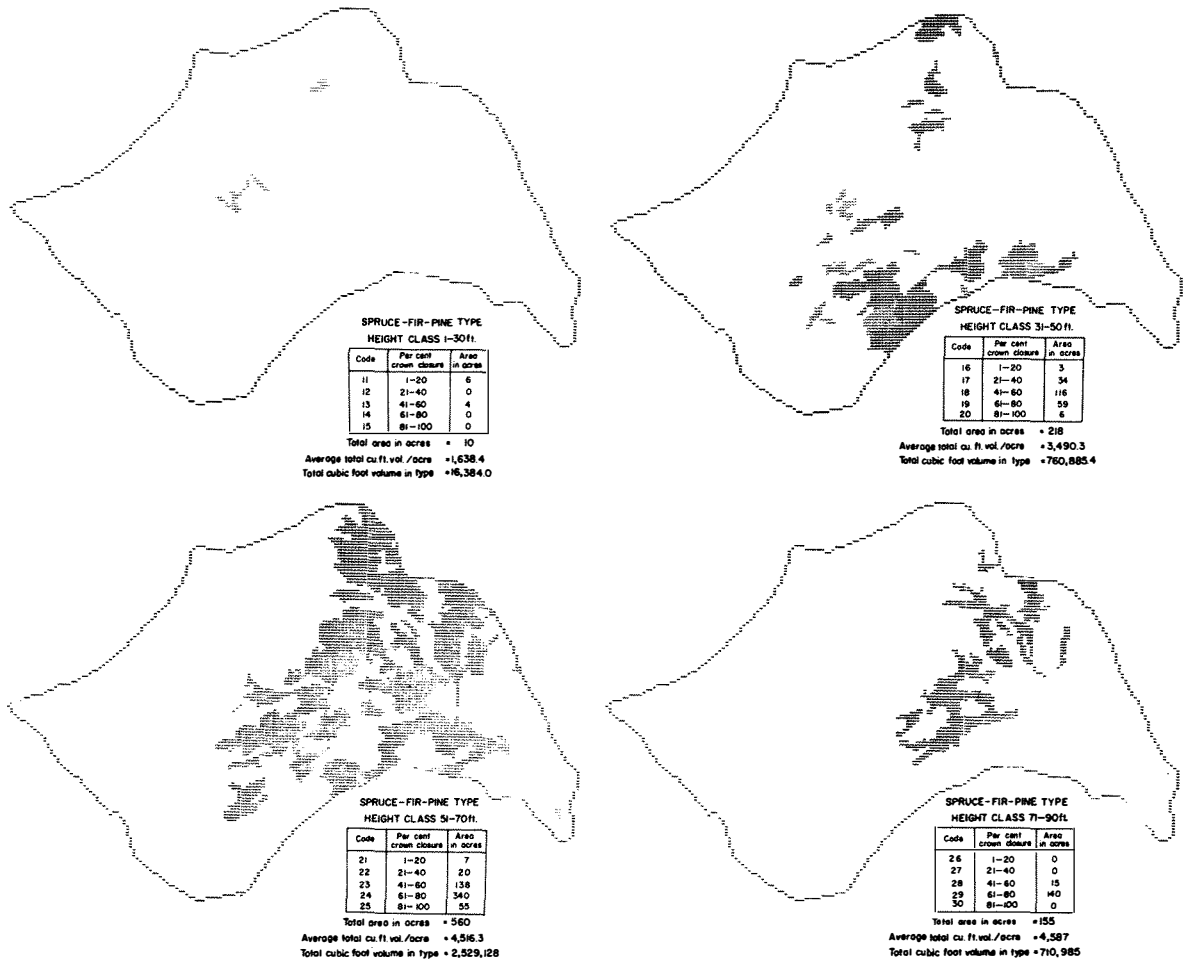 SPRUCE-FIR-PINE TYPE
HEIGHT CLASS 1-30ft.
Code Per cent crown closure Area in acres
11 1-20 6
12 21-40 0
13 41-60 4
14 61-80 0
15 81-100 0
Total area in acres = 10
Average total cu.ft.vol./acre =1,638.4
Total cubic foot volume in type =16,384.0
SPRUCE-FIR-PINE TYPE
HEIGHT CLASS 31-50ft.
Code Per cent crown closure Area in acres
16 1-20 3
17 21-40 34
18 41-60 116
19 61-80 59
20 81-100 6
Total area in acres = 218
Average total cu.ft. vol./acre =3,490.3
Total cubic foot volume in type =760,885.4
SPRUCE-FIR-PINE TYPE
HEIGHT CLASS 51-70ft.
Code Per cent crown closure Area in acres
21 1-20 7
22 21-40 20
23 41-60 138
24 61-80 340
25 81-100 55
Total area in acres =560
Average total cu.ft.vol./acre =4,516.3
Total cubic foot volume in type = 2,529,128
SPRUCE-FIR-PINE TYPE
HEIGHT CLASS 71-90ft.
Code Per cent crown closure Area in acres
26 1-20 0
27 21-40 0
28 41-60 15
29 61-80 140
30 81-100 0
Total area in acres =155
Average total cu.ft.vol./acre =4,587
Total cubic foot volume in type =710,985